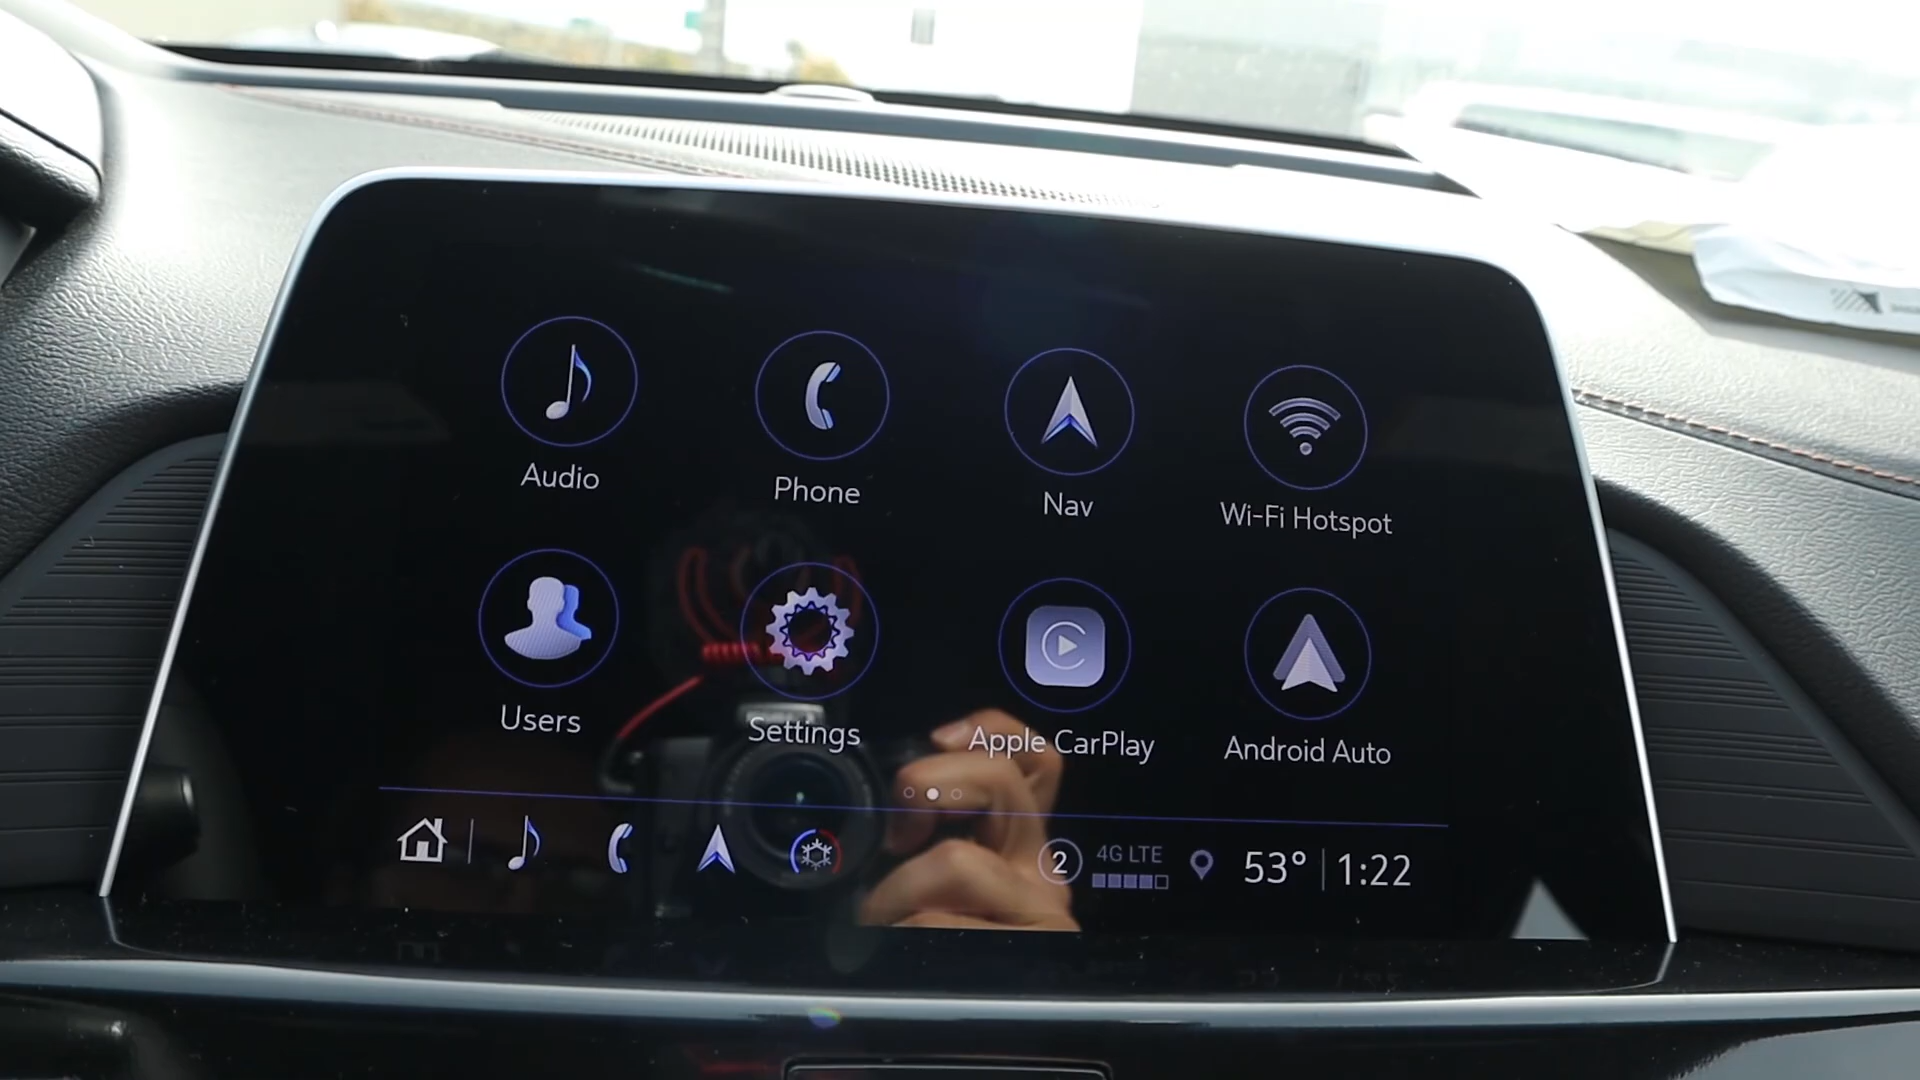 Audio
Phone
Nav
Wi-Fi Hotspot
Users
Settings
Apple CarPlay
Android Auto
2
4G LTE
53° 1:22